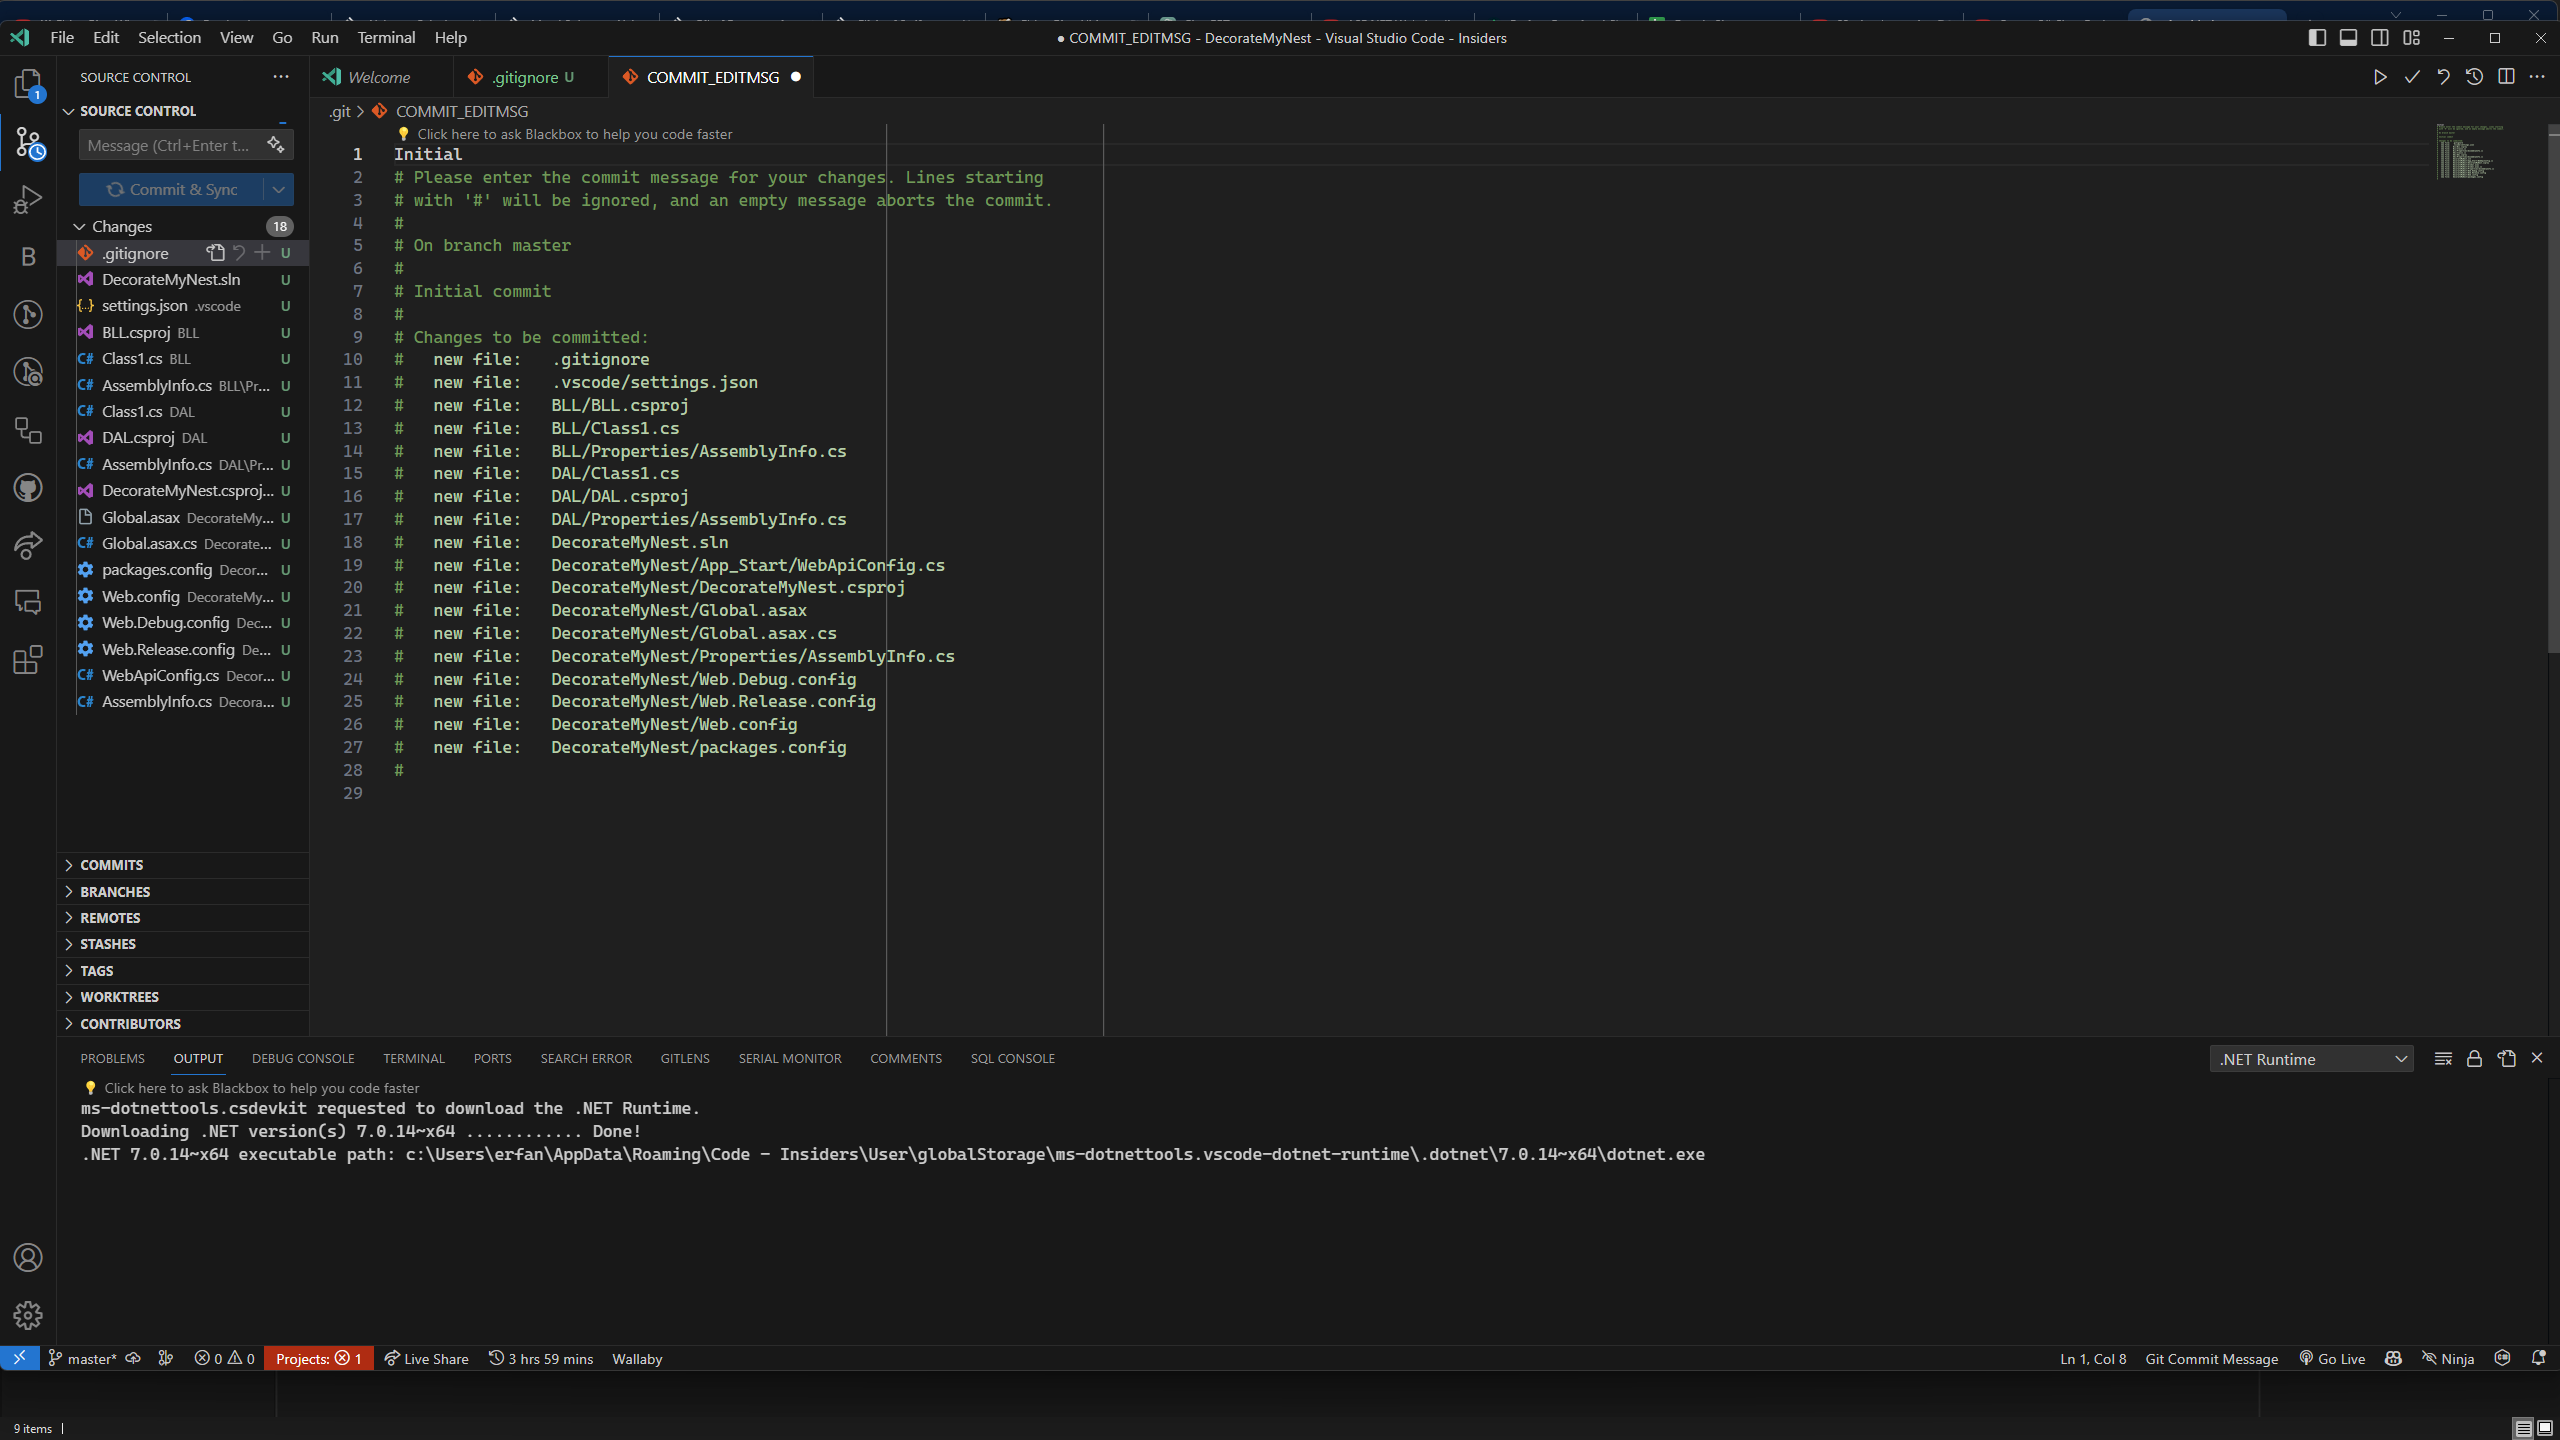 File Edit Selection View Go Run Terminal Help
● COMMIT_EDITMSG - DecorateMyNest - Visual Studio Code - Insiders
SOURCE CONTROL
Welcome
.gitignore U
COMMIT_EDITMSG
SOURCE CONTROL
.git > COMMIT_EDITMSG
Message (Ctrl+Enter t...
Commit & Sync
Changes 18
.gitignore U
DecorateMyNest.sln U
settings.json .vscode U
BLL.csproj BLL U
Class1.cs BLL U
AssemblyInfo.cs BLL\Pr... U
Class1.cs DAL U
DAL.csproj DAL U
AssemblyInfo.cs DAL\Pr... U
DecorateMyNest.csproj... U
Global.asax DecorateMy... U
Global.asax.cs Decorate... U
packages.config Decor... U
Web.config DecorateMy... U
Web.Debug.config Dec... U
Web.Release.config De... U
WebApiConfig.cs Decor... U
AssemblyInfo.cs Decora... U
COMMITS
BRANCHES
REMOTES
STASHES
TAGS
WORKTREES
CONTRIBUTORS
Click here to ask Blackbox to help you code faster
1 Initial
2 # Please enter the commit message for your changes. Lines starting
3 # with '#' will be ignored, and an empty message aborts the commit.
4 #
5 # On branch master
6 #
7 # Initial commit
8 #
9 # Changes to be committed:
10 # new file: .gitignore
11 # new file: .vscode/settings.json
12 # new file: BLL/BLL.csproj
13 # new file: BLL/Class1.cs
14 # new file: BLL/Properties/AssemblyInfo.cs
15 # new file: DAL/Class1.cs
16 # new file: DAL/DAL.csproj
17 # new file: DAL/Properties/AssemblyInfo.cs
18 # new file: DecorateMyNest.sln
19 # new file: DecorateMyNest/App_Start/WebApiConfig.cs
20 # new file: DecorateMyNest/DecorateMyNest.csproj
21 # new file: DecorateMyNest/Global.asax
22 # new file: DecorateMyNest/Global.asax.cs
23 # new file: DecorateMyNest/Properties/AssemblyInfo.cs
24 # new file: DecorateMyNest/Web.Debug.config
25 # new file: DecorateMyNest/Web.Release.config
26 # new file: DecorateMyNest/Web.config
27 # new file: DecorateMyNest/packages.config
28 #
29
PROBLEMS OUTPUT DEBUG CONSOLE TERMINAL PORTS SEARCH ERROR GITLENS SERIAL MONITOR COMMENTS SQL CONSOLE
.NET Runtime
Click here to ask Blackbox to help you code faster
ms-dotnettools.csdevkit requested to download the .NET Runtime.
Downloading .NET version(s) 7.0.14~x64 ............ Done!
.NET 7.0.14~x64 executable path: c:\Users\erfan\AppData\Roaming\Code - Insiders\User\globalStorage\ms-dotnettools.vscode-dotnet-runtime\.dotnet\7.0.14~x64\dotnet.exe
master* 0 0 Projects: 1 Live Share 3 hrs 59 mins Wallaby
Ln 1, Col 8 Git Commit Message Go Live Ninja
9 items